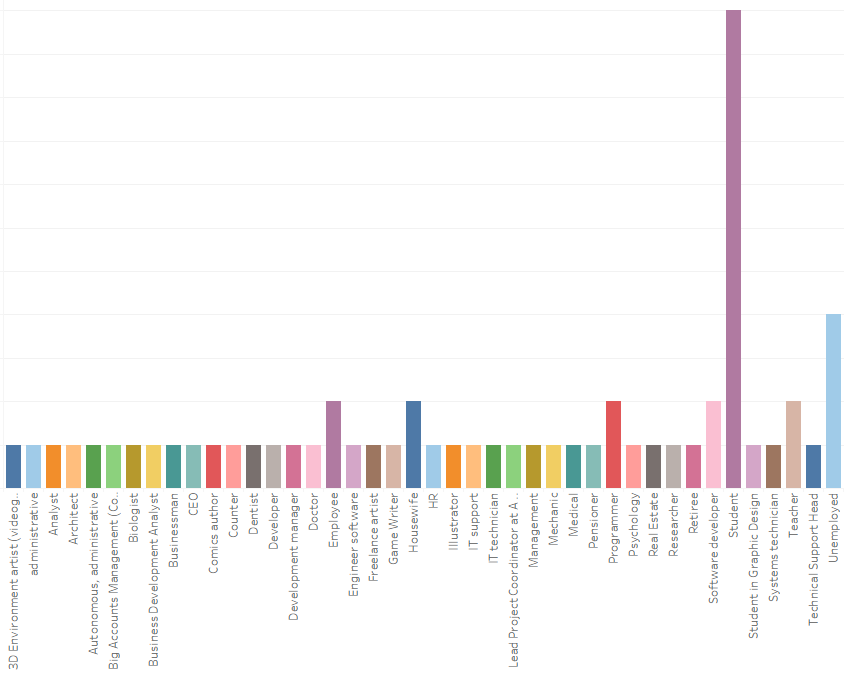 3D Environment artist (videog..
administrative
Analyst
Architect
Autonomous, administrative
Big Accounts Management (Co..
Biologist
Business Development Analyst
Businessman
CEO
Comics author
Counter
Dentist
Developer
Development manager
Doctor
Employee
Engineer software
Freelance artist
Game Writer
Housewife
HR
Illustrator
IT support
IT technician
Lead Project Coordinator at A ..
Management
Mechanic
Medical
Pensioner
Programmer
Psychology
Real Estate
Researcher
Retiree
Software developer
Student
Student in Graphic Design
Systems technician
Teacher
Technical Support Head
Unemployed